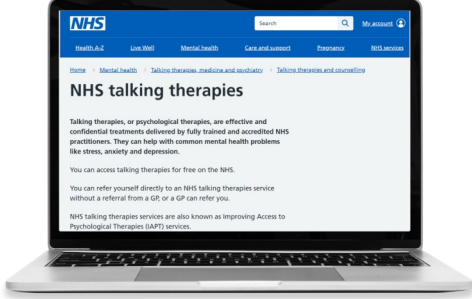 NHS
Search
My account
Health A-Z Live Well Mental health Care and support Pregnancy NHS services
Home > Mental health > Talking therapies, medicine and psychiatry > Talking therapies and counselling
NHS talking therapies
Talking therapies, or psychological therapies, are effective and
confidential treatments delivered by fully trained and accredited NHS
practitioners. They can help with common mental health problems
like stress, anxiety and depression.
You can access talking therapies for free on the NHS.
You can refer yourself directly to an NHS talking therapies service
without a referral from a GP, or a GP can refer you.
NHS talking therapies services are also known as Improving Access to
Psychological Therapies (IAPT) services.